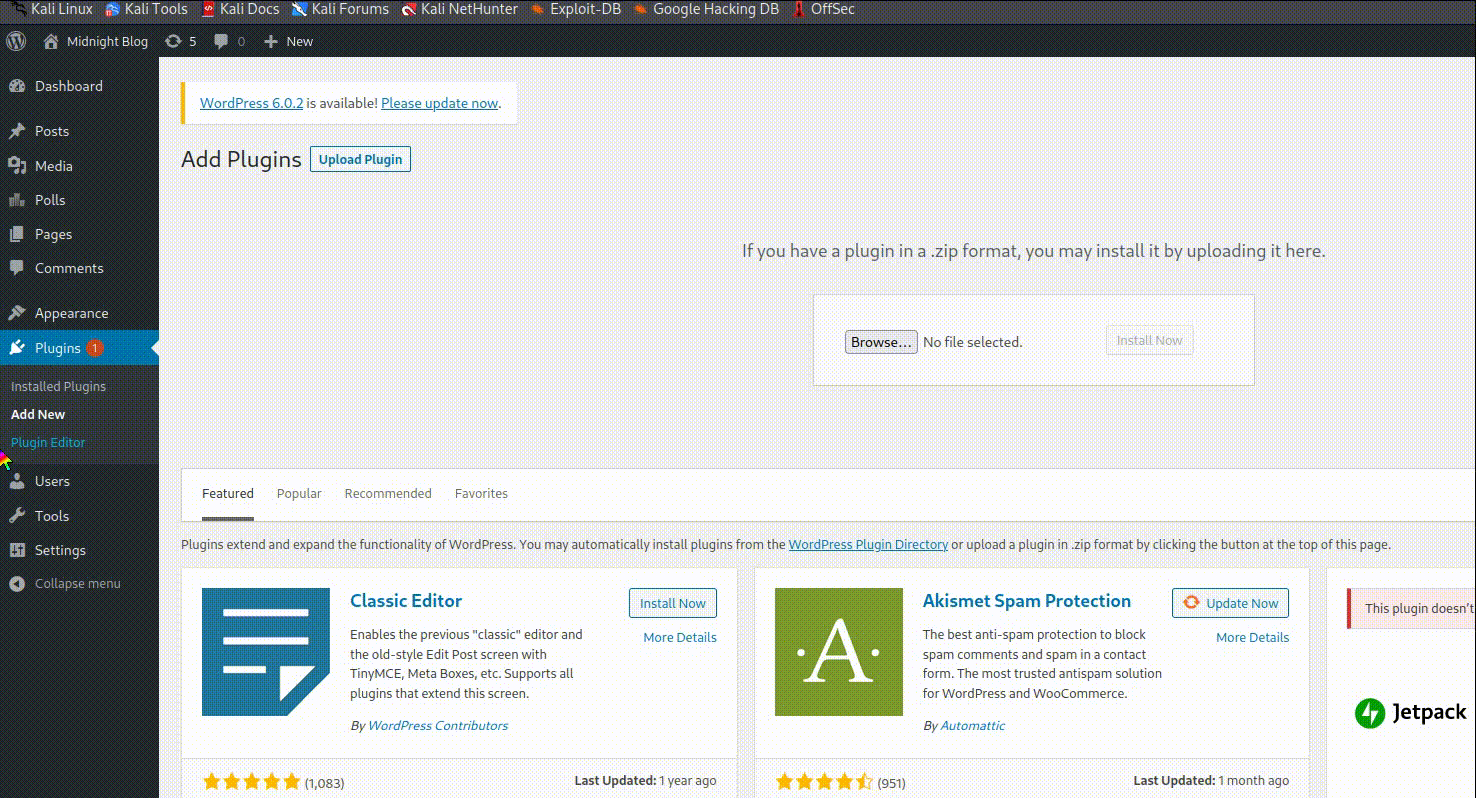 Kali Linux Kali Tools Kali Docs Kali Forums Kali NetHunter Exploit-DB Google Hacking DB OffSec
Midnight Blog 5 0 New
Dashboard
Posts
Media
Polls
Pages
Comments
Appearance
Plugins 1
Installed Plugins
Add New
Plugin Editor
Users
Tools
Settings
Collapse menu
WordPress 6.0.2 is available! Please update now.
Add Plugins Upload Plugin
If you have a plugin in a .zip format, you may install it by uploading it here.
Browse... No file selected. Install Now
Featured Popular Recommended Favorites
Plugins extend and expand the functionality of WordPress. You may automatically install plugins from the WordPress Plugin Directory or upload a plugin in .zip format by clicking the button at the top of this page.
Classic Editor
Install Now
More Details
Enables the previous "classic" editor and
the old-style Edit Post screen with
TinyMCE, Meta Boxes, etc. Supports all
plugins that extend this screen.
By WordPress Contributors
(1,083)
Last Updated: 1 year ago
A
Akismet Spam Protection
Update Now
More Details
The best anti-spam protection to block
spam comments and spam in a contact
form. The most trusted antispam solution
for WordPress and WooCommerce.
By Automattic
(951)
Last Updated: 1 month ago
This plugin doesn't
Jetpack